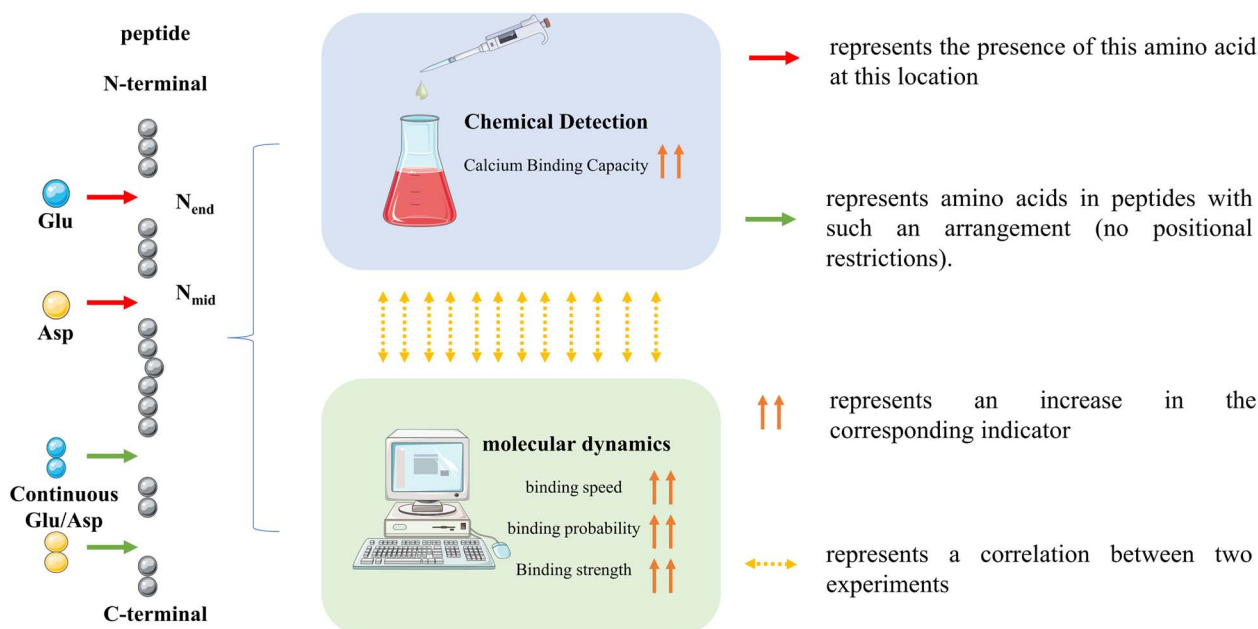 peptide
N-terminal
Glu
N_end
Asp
N_mid
Continuous
Glu/Asp
C-terminal
Chemical Detection
Calcium Binding Capacity
molecular dynamics
binding speed
binding probability
Binding strength
represents the presence of this amino acid
at this location
represents amino acids in peptides with
such an arrangement (no positional
restrictions).
represents an increase in the
corresponding indicator
represents a correlation between two
experiments